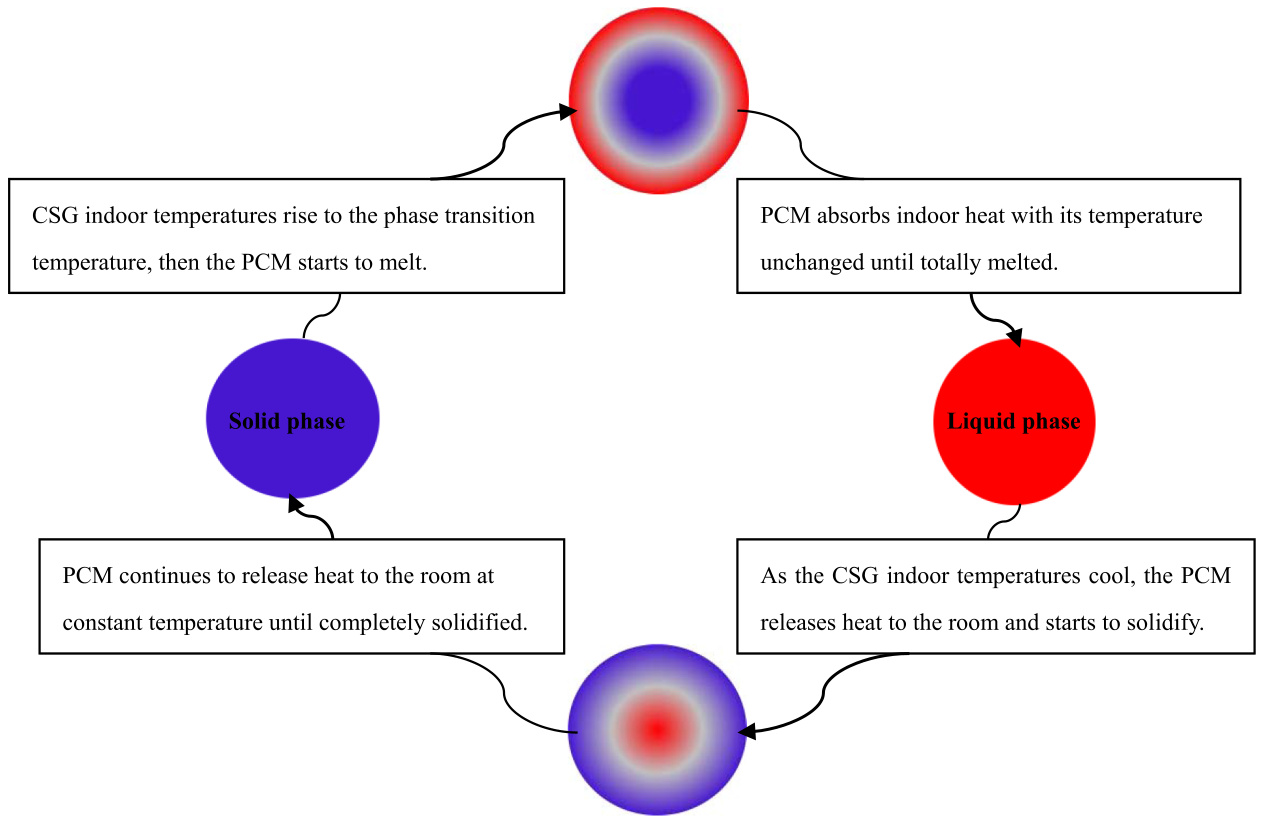 CSG indoor temperatures rise to the phase transition
temperature, then the PCM starts to melt.
PCM absorbs indoor heat with its temperature
unchanged until totally melted.
Solid phase
Liquid phase
PCM continues to release heat to the room at
constant temperature until completely solidified.
As the CSG indoor temperatures cool, the PCM
releases heat to the room and starts to solidify.